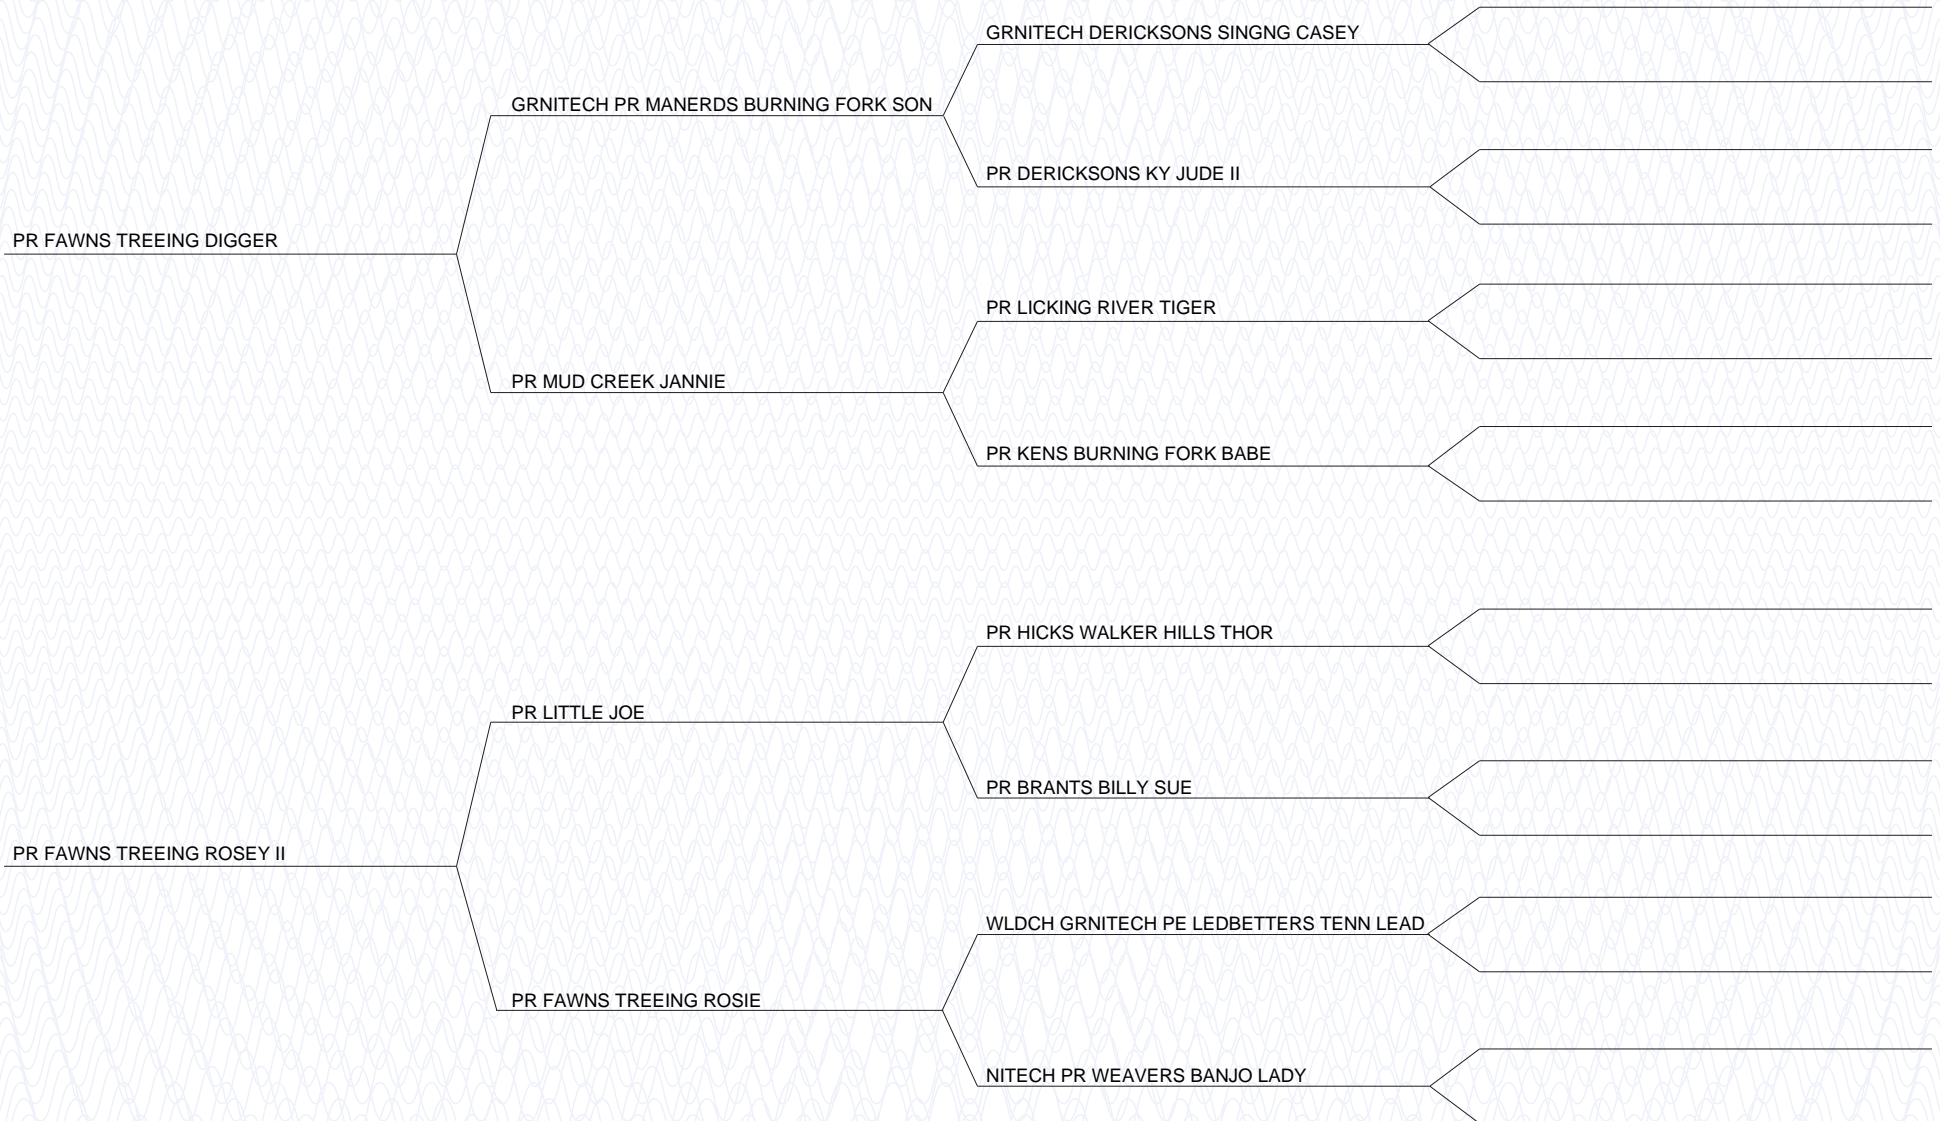 GRNITECH DERICKSONS SINGNG CASEY
GRNITECH PR MANERDS BURNING FORK SON
PR DERICKSONS KY JUDE II
PR FAWNS TREEING DIGGER
PR LICKING RIVER TIGER
PR MUD CREEK JANNIE
PR KENS BURNING FORK BABE
PR HICKS WALKER HILLS THOR
PR LITTLE JOE
PR BRANTS BILLY SUE
PR FAWNS TREEING ROSEY II
WLDCH GRNITECH PE LEDBETTERS TENN LEAD
PR FAWNS TREEING ROSIE
NITECH PR WEAVERS BANJO LADY